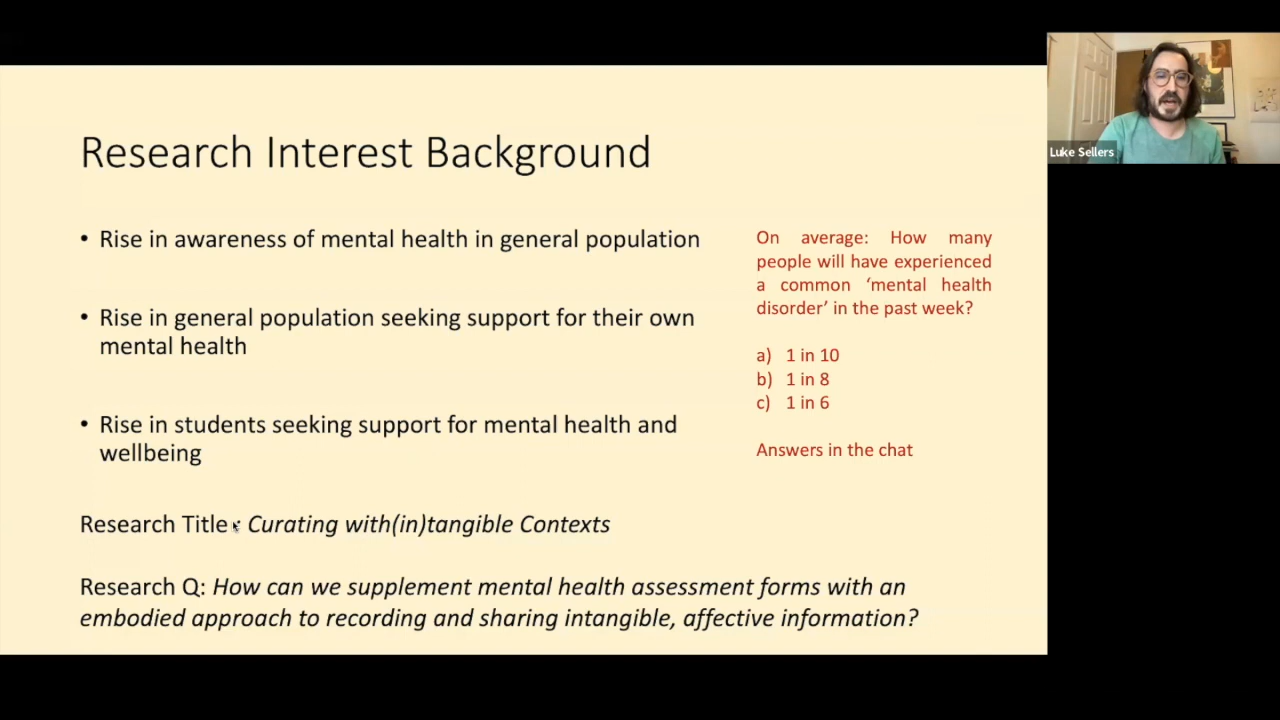 Research Interest Background
• Rise in awareness of mental health in general population
• Rise in general population seeking support for their own
mental health
• Rise in students seeking support for mental health and
wellbeing
Research Title: Curating with(in)tangible Contexts
Research Q: How can we supplement mental health assessment forms with an
embodied approach to recording and sharing intangible, affective information?
On average: How many
people will have experienced
a common ‘mental health
disorder’ in the past week?
a) 1 in 10
b) 1 in 8
c) 1 in 6
Answers in the chat
Luke Sellers